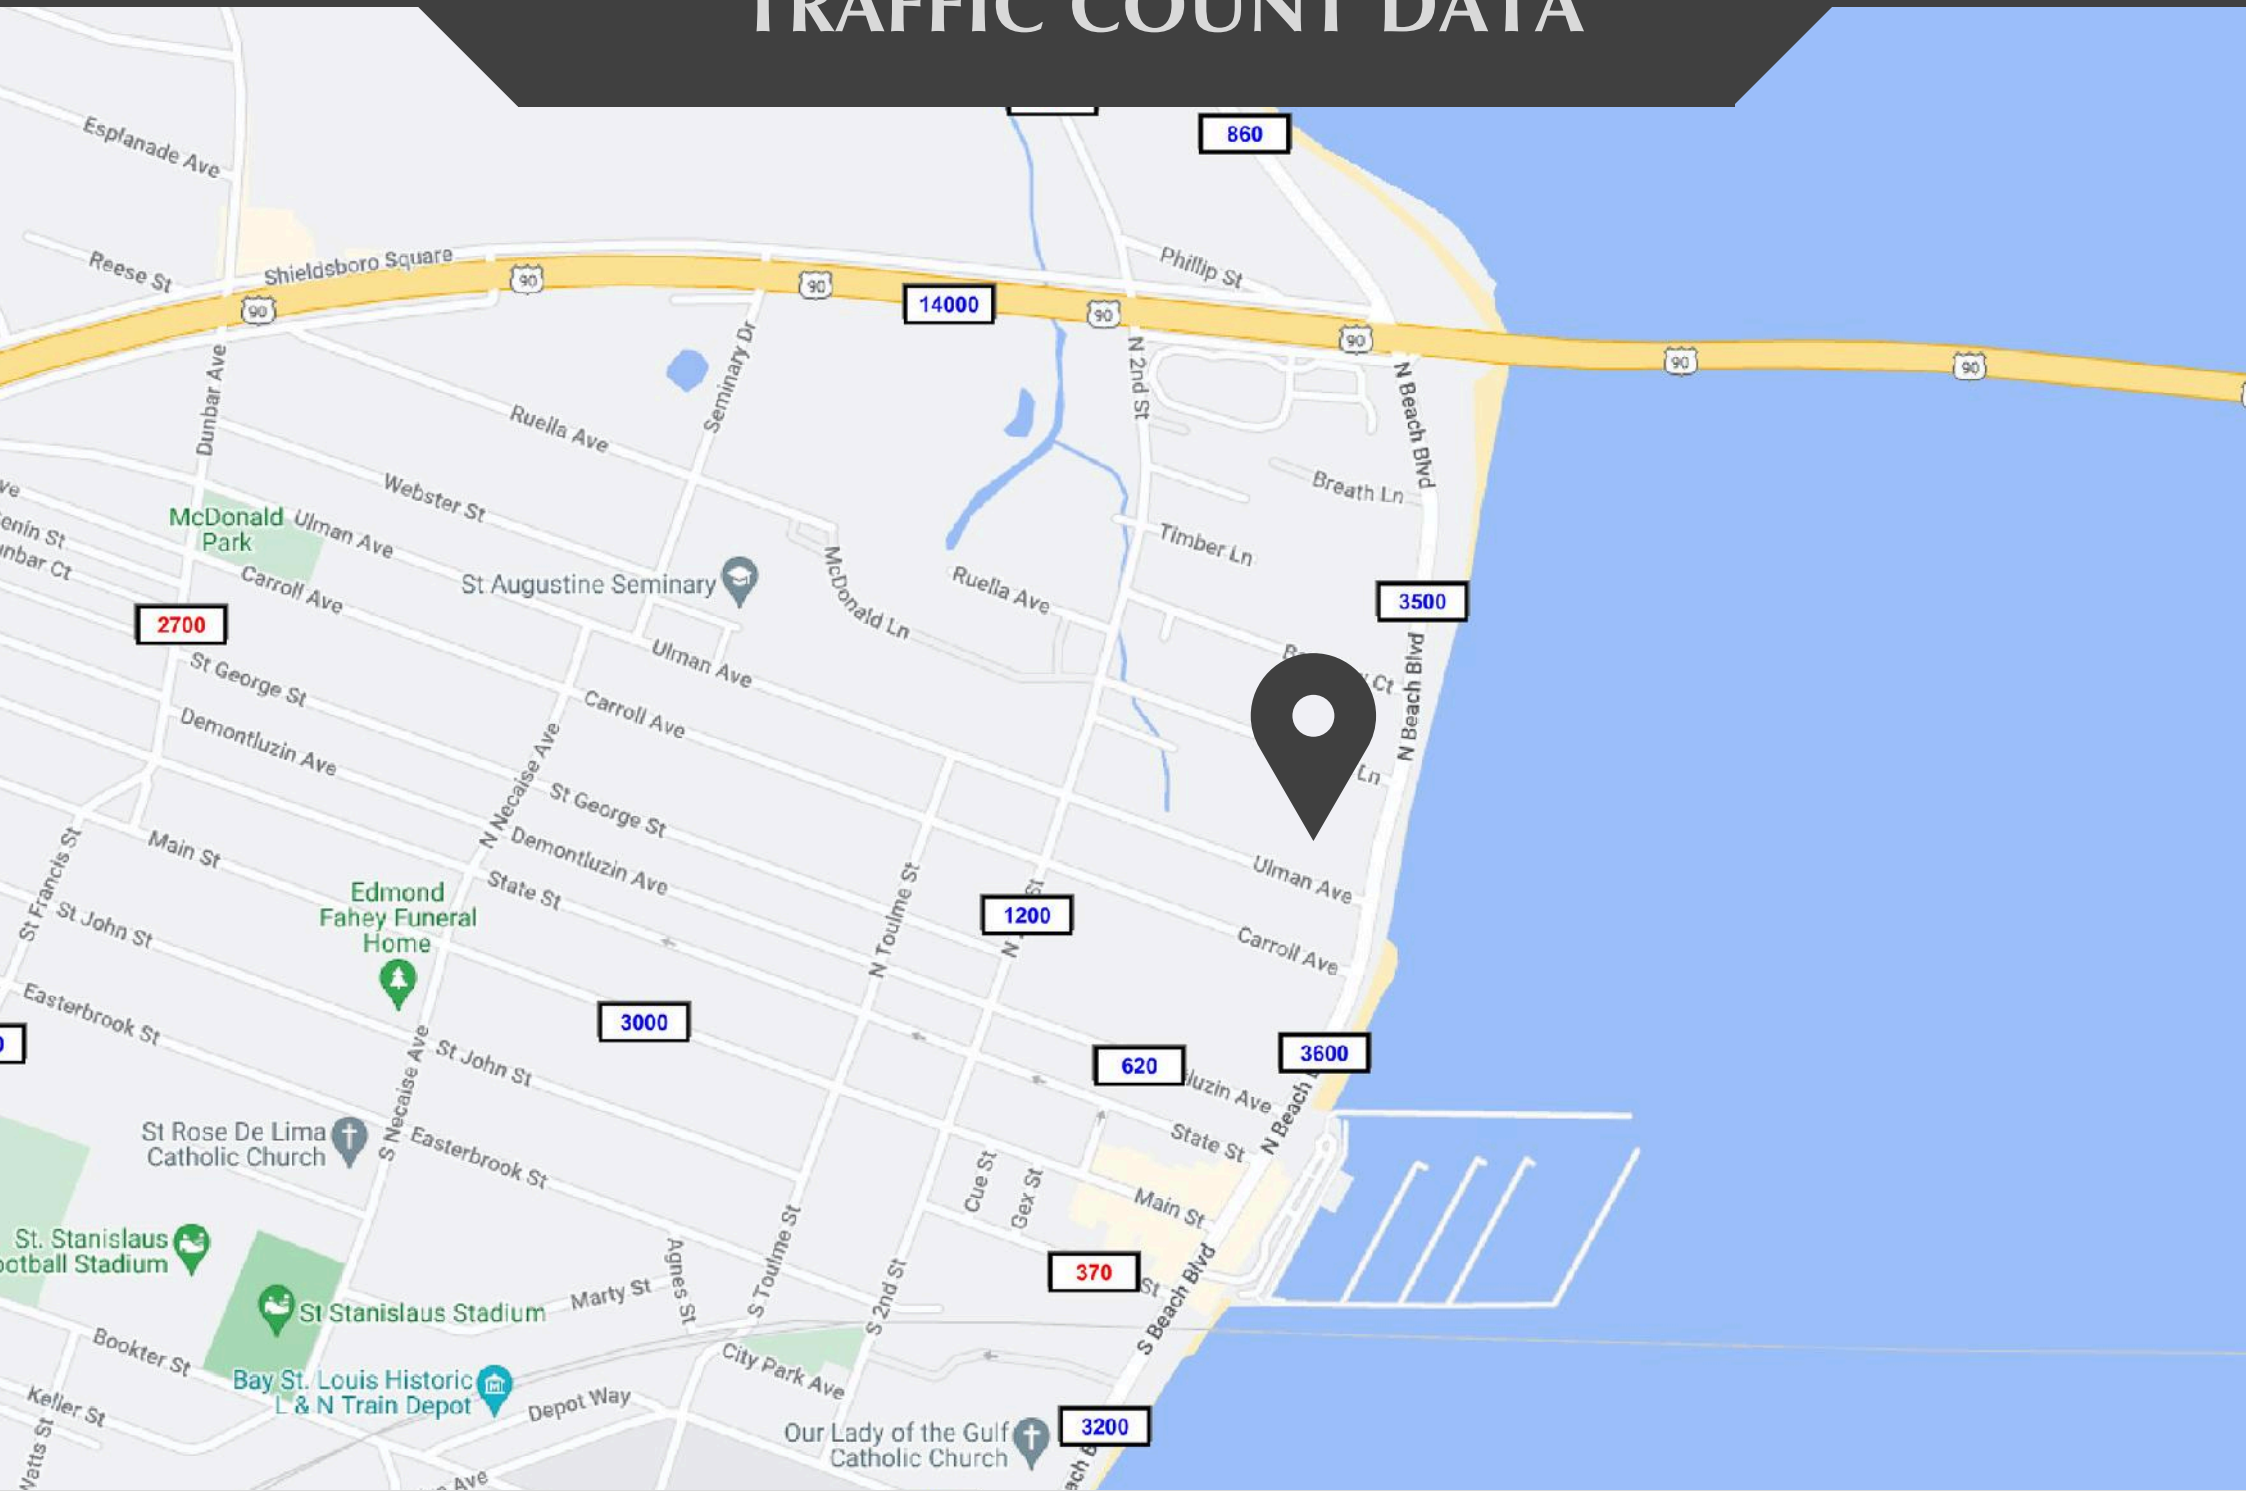 TRAFFIC COUNT DATA
860
Esplanade Ave
Reese St
Shieldsboro Square
Phillip St
90
90
90
14000
90
90
90
90
Dunbar Ave
Seminary Dr
N 2nd St
N Beach Blvd
Ruella Ave
Webster St
Breath Ln
McDonald
Park
Ulman Ave
Timber Ln
Carroll Ave
St Augustine Seminary
McDonald Ln
Ruella Ave
3500
2700
N Beach Blvd
Ct
Ln
St George St
Ulman Ave
Carroll Ave
Demontluzin Ave
N Necaise Ave
St George St
Demontluzin Ave
Main St
St Francis St
State St
Ulman Ave
Edmond
Fahey Funeral
Home
N Toulme St
1200
N
St
Carroll Ave
St John St
Easterbrook St
3000
St John St
620
3600
Ave
N Beach
State St
S Necaise Ave
St Rose De Lima
Catholic Church
Easterbrook St
Cue St
Gex St
Main St
St. Stanislaus
Stadium
Agnes St
S Toulme St
S 2nd St
370
St
S Beach Blvd
Marty St
St Stanislaus Stadium
Bookter St
City Park Ave
Bay St. Louis Historic
L & N Train Depot
Depot Way
Keller St
Our Lady of the Gulf
Catholic Church
3200
St
Ave